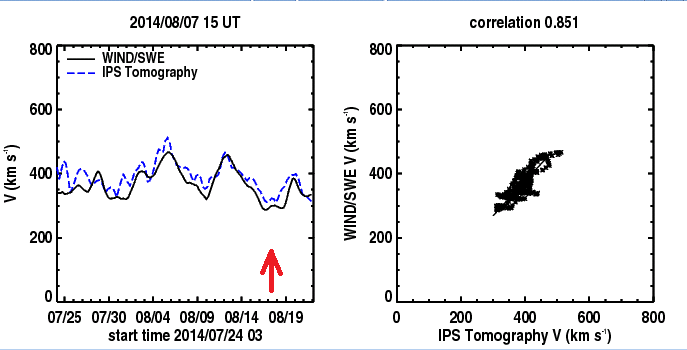 2014/08/07 15 UT
correlation 0.851
WIND/SWE
IPS Tomography
V (km s⁻¹)
800
600
400
200
0
07/25 07/30 08/04 08/09 08/14 08/19
start time 2014/07/24 03
WIND/SWE V (km s⁻¹)
800
600
400
200
0
0 200 400 600 800
IPS Tomography V (km s⁻¹)